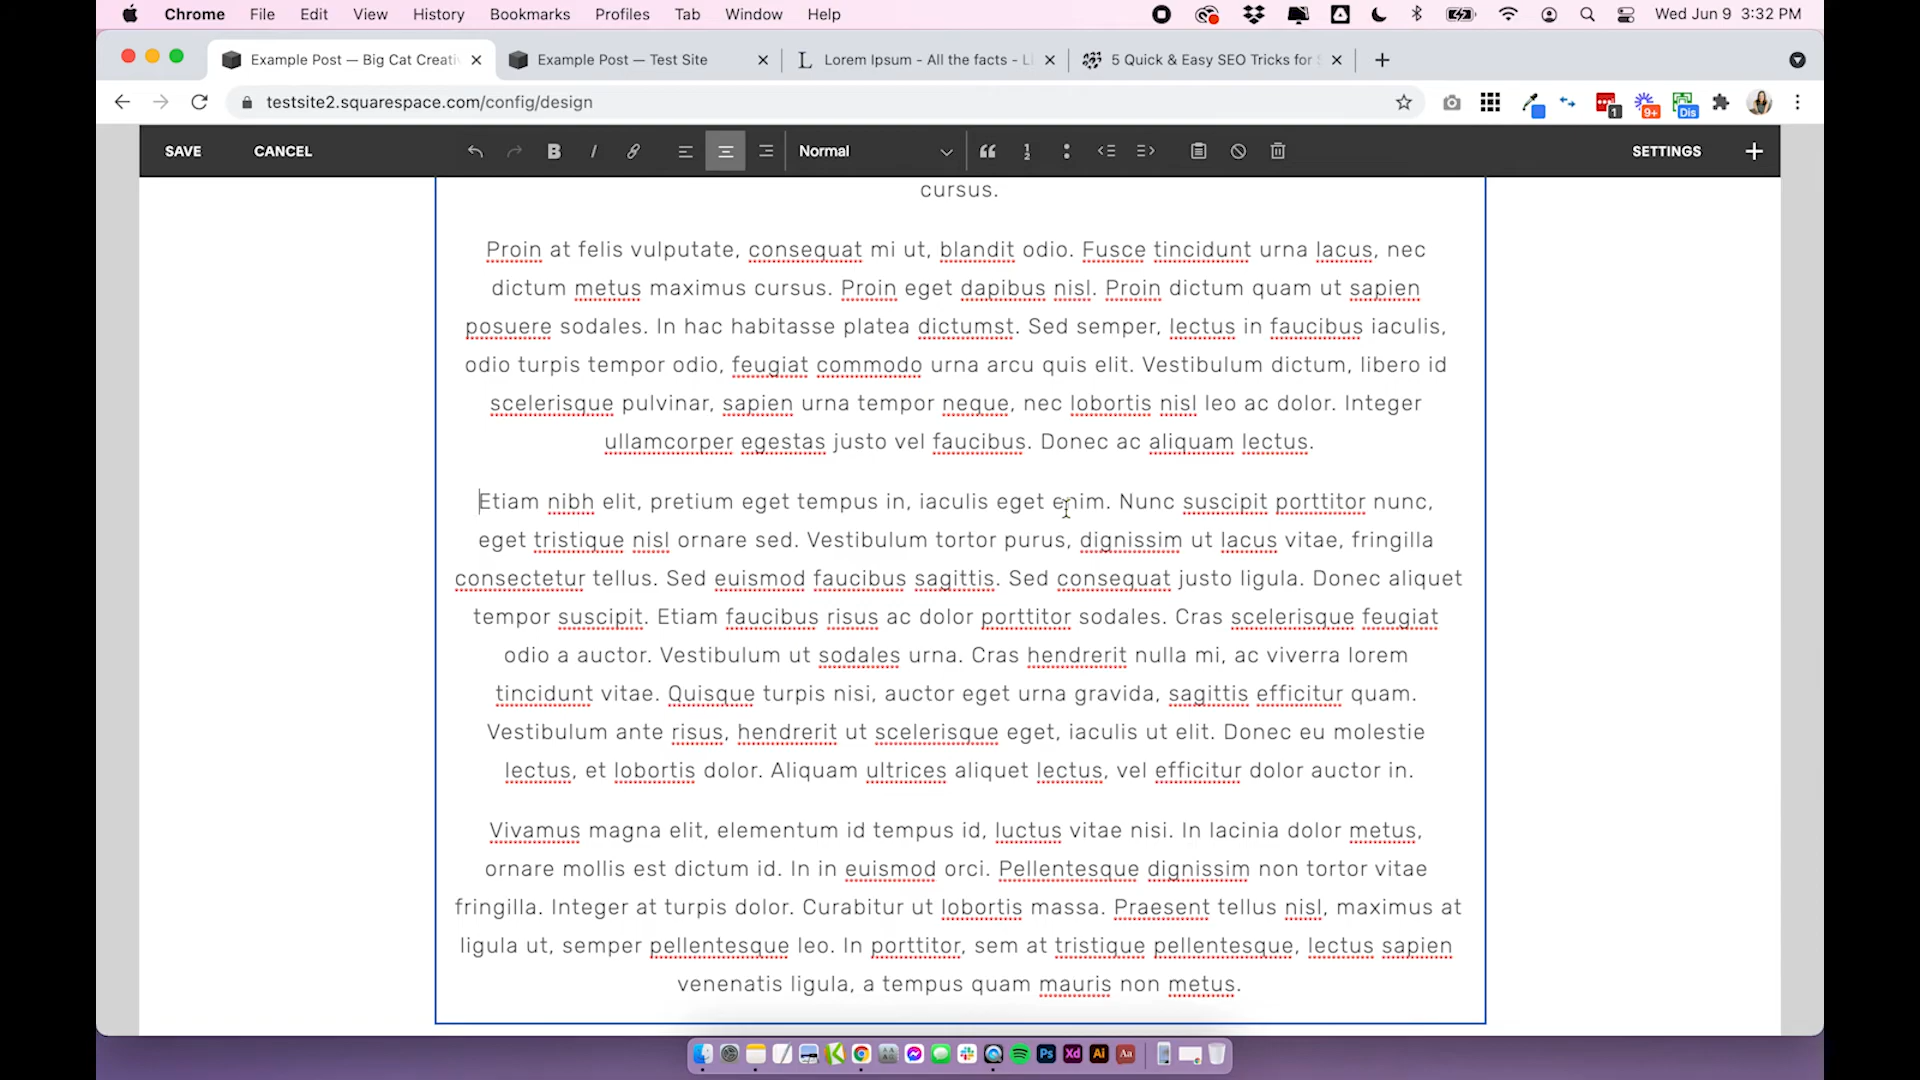 Chrome File Edit View History Bookmarks Profiles Tab Window Help Wed Jun 9 3:32 PM
Example Post — Big Cat Creati Example Post — Test Site Lorem Ipsum - All the facts - Li 5 Quick & Easy SEO Tricks for S
testsite2.squarespace.com/config/design
1 9+ Dis
SAVE CANCEL B I Normal SETTINGS
cursus.
Proin at felis vulputate, consequat mi ut, blandit odio. Fusce tincidunt urna lacus, nec
dictum metus maximus cursus. Proin eget dapibus nisl. Proin dictum quam ut sapien
posuere sodales. In hac habitasse platea dictumst. Sed semper, lectus in faucibus iaculis,
odio turpis tempor odio, feugiat commodo urna arcu quis elit. Vestibulum dictum, libero id
scelerisque pulvinar, sapien urna tempor neque, nec lobortis nisl leo ac dolor. Integer
ullamcorper egestas justo vel faucibus. Donec ac aliquam lectus.
Etiam nibh elit, pretium eget tempus in, iaculis eget enim. Nunc suscipit porttitor nunc,
eget tristique nisl ornare sed. Vestibulum tortor purus, dignissim ut lacus vitae, fringilla
consectetur tellus. Sed euismod faucibus sagittis. Sed consequat justo ligula. Donec aliquet
tempor suscipit. Etiam faucibus risus ac dolor porttitor sodales. Cras scelerisque feugiat
odio a auctor. Vestibulum ut sodales urna. Cras hendrerit nulla mi, ac viverra lorem
tincidunt vitae. Quisque turpis nisi, auctor eget urna gravida, sagittis efficitur quam.
Vestibulum ante risus, hendrerit ut scelerisque eget, iaculis ut elit. Donec eu molestie
lectus, et lobortis dolor. Aliquam ultrices aliquet lectus, vel efficitur dolor auctor in.
Vivamus magna elit, elementum id tempus id, luctus vitae nisi. In lacinia dolor metus,
ornare mollis est dictum id. In in euismod orci. Pellentesque dignissim non tortor vitae
fringilla. Integer at turpis dolor. Curabitur ut lobortis massa. Praesent tellus nisl, maximus at
ligula ut, semper pellentesque leo. In porttitor, sem at tristique pellentesque, lectus sapien
venenatis ligula, a tempus quam mauris non metus.
Ps Xd Ai Aa